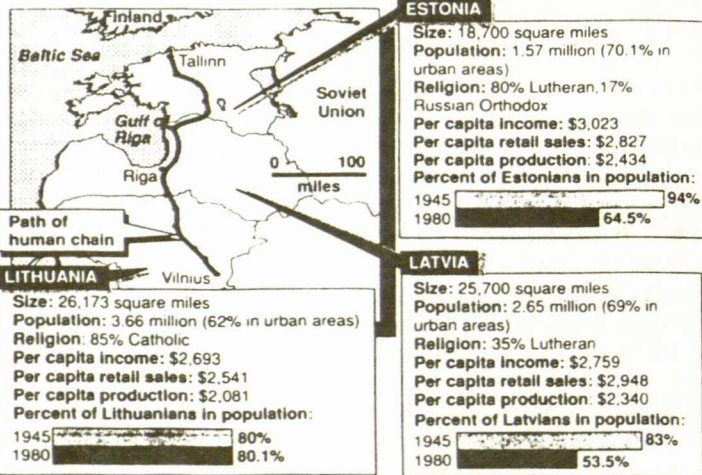 Finland
Baltic Sea
Tallinn
Gulf of
Riga
Soviet
Union
Riga
0 100
miles
Path of
human chain
Vilnius
ESTONIA
Size: 18,700 square miles
Population: 1.57 million (70.1% in
urban areas)
Religion: 80% Lutheran, 17%
Russian Orthodox
Per capita income: $3,023
Per capita retail sales: $2,827
Per capita production: $2,434
Percent of Estonians in population:
1945 94%
1980 64.5%
LITHUANIA
Size: 26,173 square miles
Population: 3.66 million (62% in urban areas)
Religion: 85% Catholic
Per capita income: $2,693
Per capita retail sales: $2,541
Per capita production: $2,081
Percent of Lithuanians in population:
1945 80%
1980 80.1%
LATVIA
Size: 25,700 square miles
Population: 2.65 million (69% in
urban areas)
Religion: 35% Lutheran
Per capita income: $2,759
Per capita retail sales: $2,948
Per capita production: $2,340
Percent of Latvians in population:
1945 83%
1980 53.5%